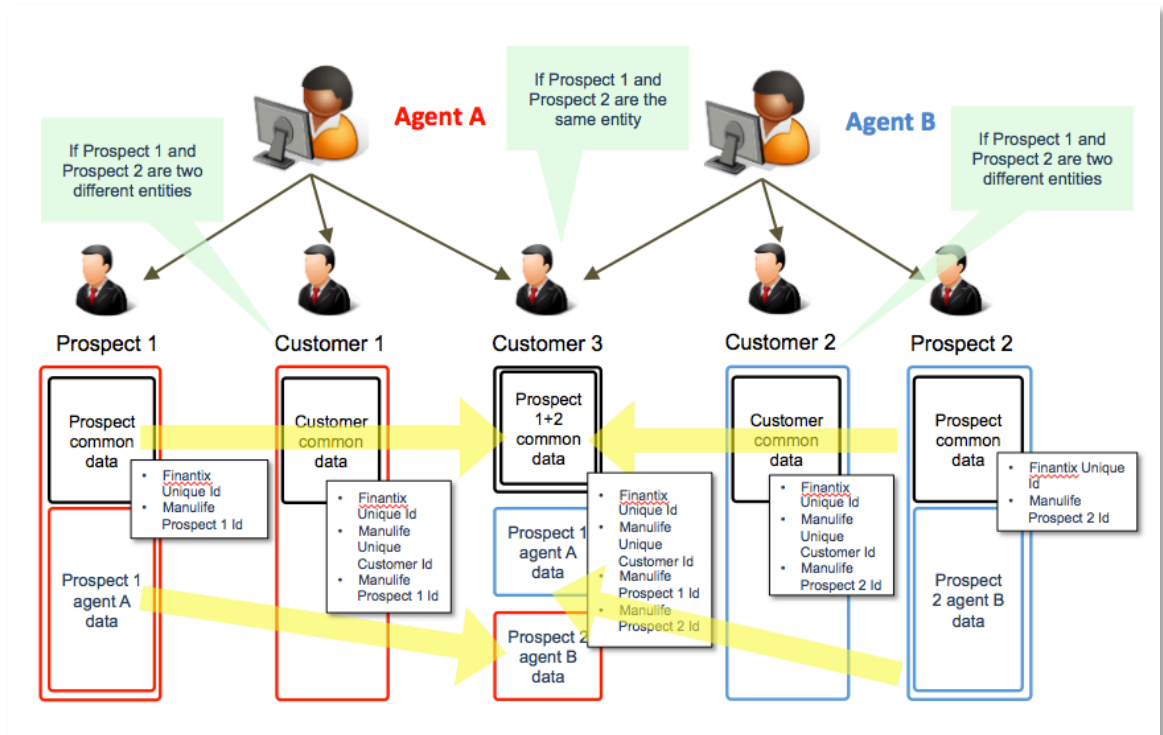 If Prospect 1 and
Prospect 2 are the
same entity
Agent A
Agent B
If Prospect 1 and
Prospect 2 are two
different entities
If Prospect 1 and
Prospect 2 are two
different entities
Prospect 1
Customer 1
Customer 3
Customer 2
Prospect 2
Prospect
common
data
• Finantix
Unique Id
• Manulife
Prospect 1 Id
Prospect 1
agent A
data
Customer
common
data
• Finantix
Unique Id
• Manulife
Unique
Customer Id
• Manulife
Prospect 1 Id
Prospect
1+2
common
data
• Finantix
Unique Id
• Manulife
Unique
Customer Id
• Manulife
Prospect 1 Id
• Manulife
Prospect 2 Id
Prospect 1
agent A
data
Prospect 2
agent B
data
Customer
common
data
• Finantix
Unique Id
• Manulife
Unique
Customer Id
• Manulife
Prospect 2 Id
Prospect
common
data
• Finantix Unique
Id
• Manulife
Prospect 2 Id
Prospect
2 agent B
data